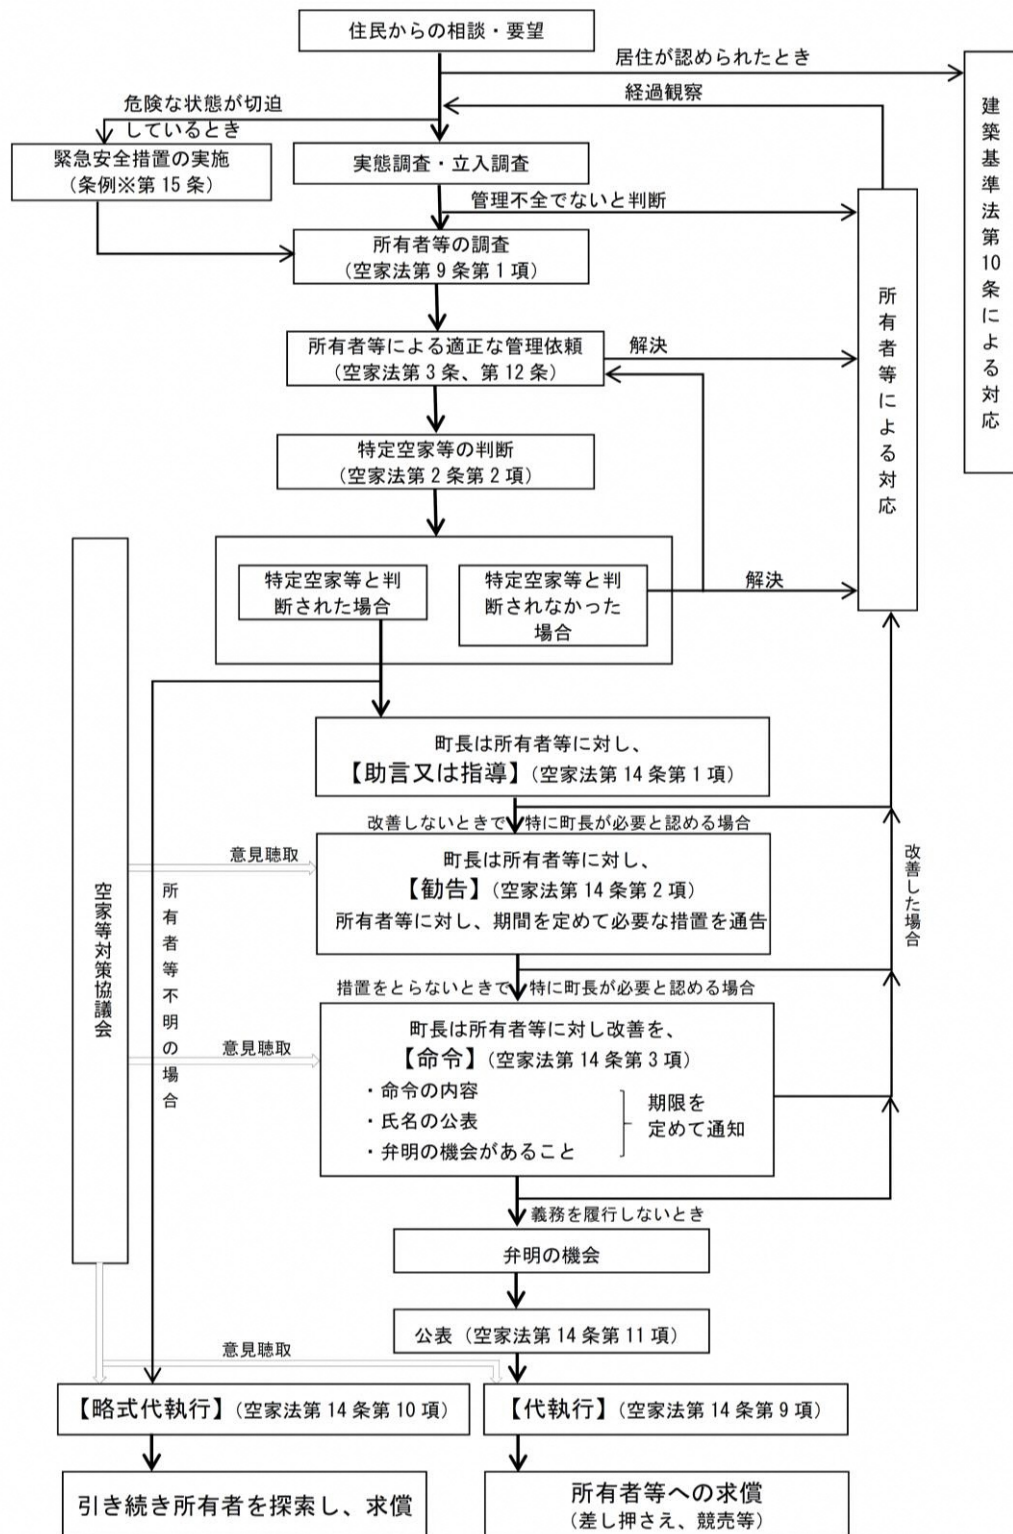 住民からの相談・要望
居住が認められたとき
経過観察
危険な状態が切迫
しているとき
緊急安全措置の実施
(条例※第 15 条)
実態調査・立入調査
建築基準法第10条による対応
管理不全でないと判断
所有者等の調査
(空家法第 9 条第 1 項)
所有者等による対応
所有者等による適正な管理依頼
(空家法第 3 条、第 12 条)
解決
特定空家等の判断
(空家法第 2 条第 2 項)
特定空家等と判
断された場合
特定空家等と判
断されなかった
場合
解決
町長は所有者等に対し、
【助言又は指導】(空家法第 14 条第 1 項)
改善しないときで 特に町長が必要と認める場合
意見聴取
町長は所有者等に対し、
【勧告】(空家法第 14 条第 2 項)
所有者等に対し、期間を定めて必要な措置を通告
改善した場合
空家等対策協議会
所有者等不明の場合
措置をとらないときで 特に町長が必要と認める場合
意見聴取
町長は所有者等に対し改善を、
【命令】(空家法第 14 条第 3 項)
・命令の内容
・氏名の公表
・弁明の機会があること
期限を
定めて通知
義務を履行しないとき
弁明の機会
公表（空家法第 14 条第 11 項）
意見聴取
【略式代執行】(空家法第 14 条第 10 項)
【代執行】(空家法第 14 条第 9 項)
引き続き所有者を探索し、求償
所有者等への求償
(差し押さえ、競売等)